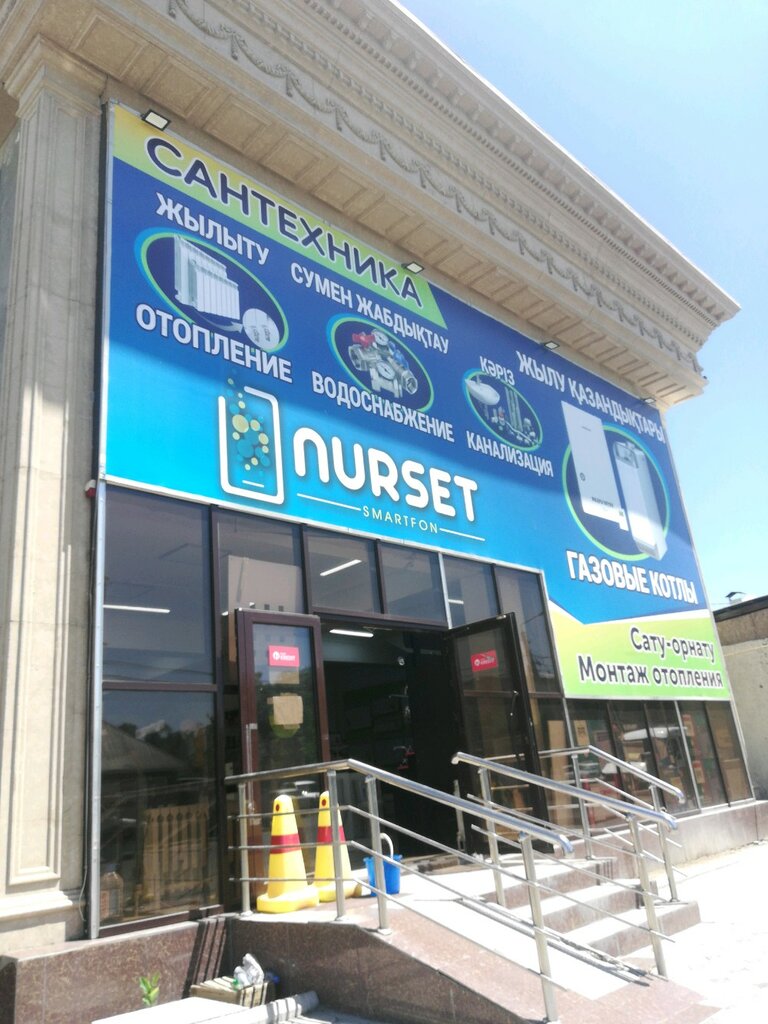 САНТЕХНИКА
ЖЫЛЫТУ
ОТОПЛЕНИЕ
СУМЕН ЖАБДЫҚТАУ
ВОДОСНАБЖЕНИЕ
КӘРІЗ
КАНАЛИЗАЦИЯ
ЖЫЛУ ҚАЗАНДЫҚТАРЫ
ГАЗОВЫЕ КОТЛЫ
NURSET
SMARTFON
Сату-орнату
Монтаж отопления